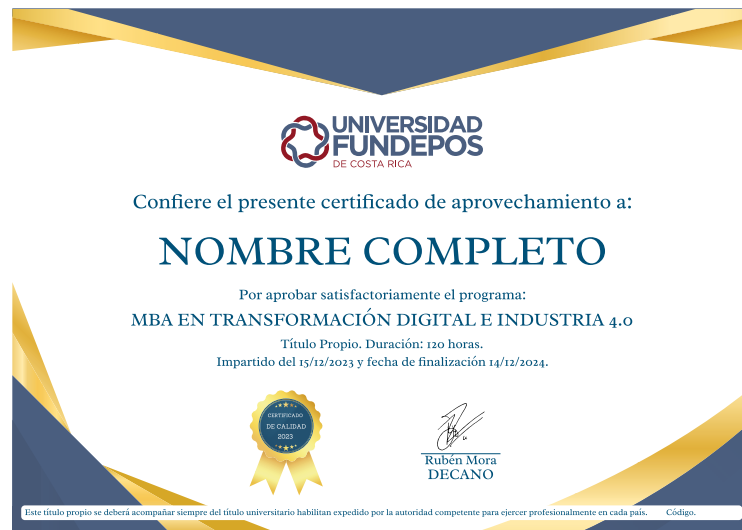 UNIVERSIDAD
FUNDEPOS
DE COSTA RICA
Confiere el presente certificado de aprovechamiento a:
NOMBRE COMPLETO
Por aprobar satisfactoriamente el programa:
MBA EN TRANSFORMACIÓN DIGITAL E INDUSTRIA 4.0
Título Propio. Duración: 120 horas.
Impartido del 15/12/2023 y fecha de finalización 14/12/2024.
CERTIFICADO
DE CALIDAD
2023
Rubén Mora
DECANO
Este título propio se deberá acompañar siempre del título universitario habilitan expedido por la autoridad competente para ejercer profesionalmente en cada país. Código.